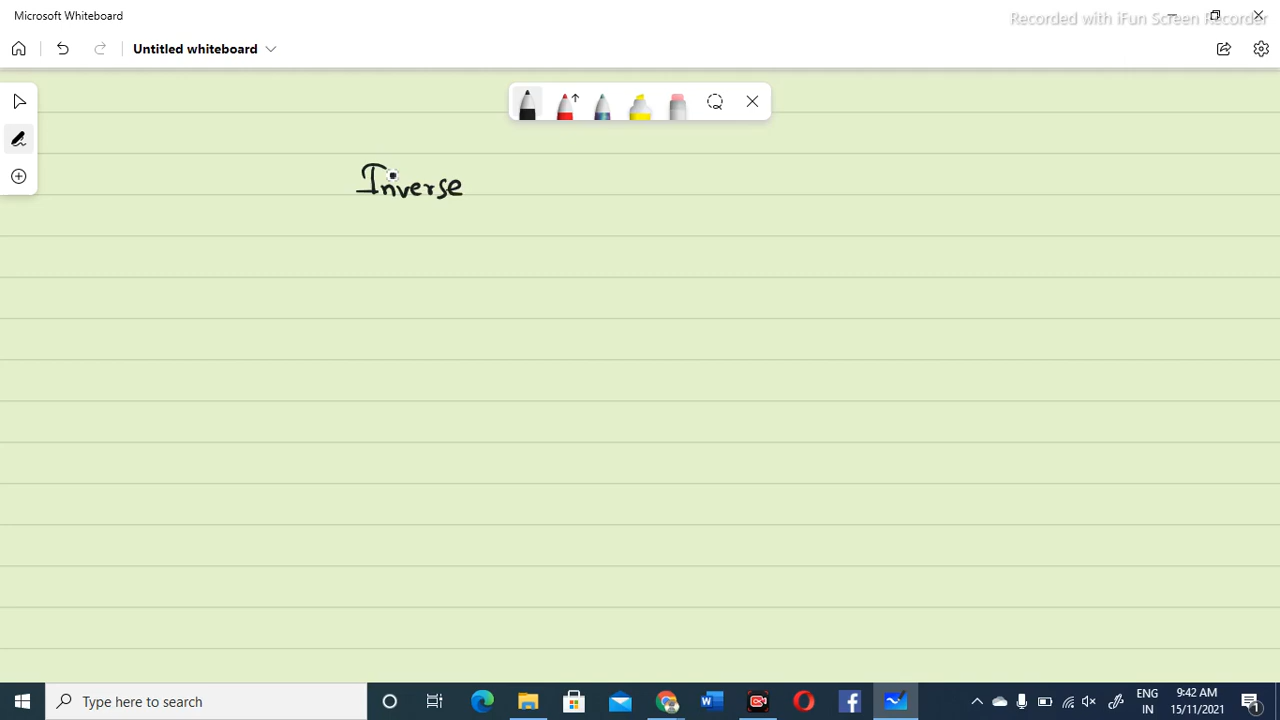 Microsoft Whiteboard
Recorded with iFun Screen Recorder
Untitled whiteboard
Inverse
Type here to search
ENG
IN
9:42 AM
15/11/2021
1